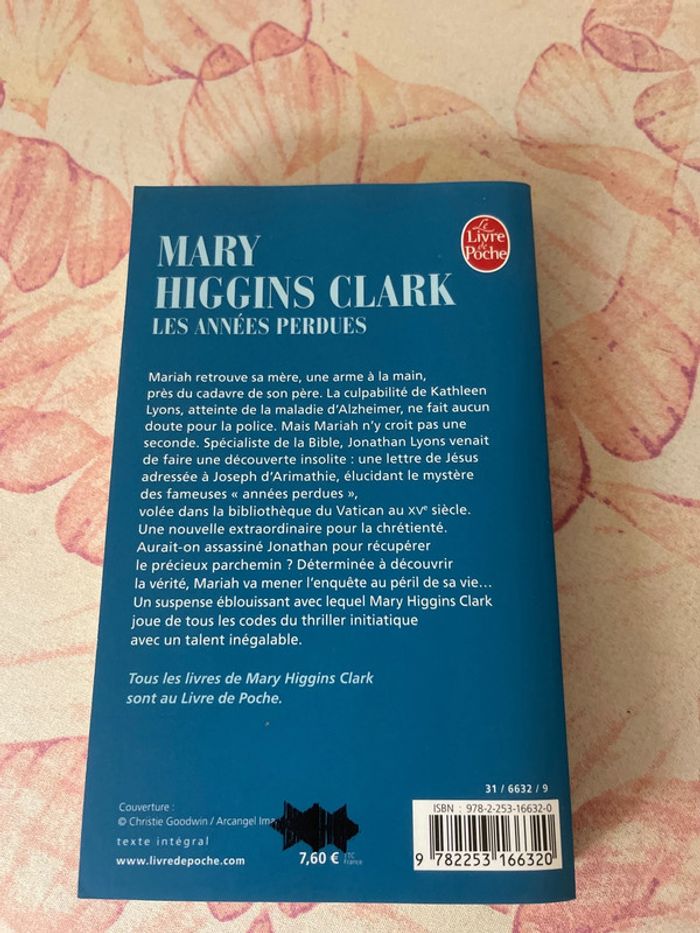 MARY
HIGGINS CLARK
LES ANNÉES PERDUES
Le
Livre
de
Poche
Mariah retrouve sa mère, une arme à la main,
près du cadavre de son père. La culpabilité de Kathleen
Lyons, atteinte de la maladie d’Alzheimer, ne fait aucun
doute pour la police. Mais Mariah n’y croit pas une
seconde. Spécialiste de la Bible, Jonathan Lyons venait
de faire une découverte insolite : une lettre de Jésus
adressée à Joseph d’Arimathie, élucidant le mystère
des fameuses « années perdues »,
volée dans la bibliothèque du Vatican au XVe siècle.
Une nouvelle extraordinaire pour la chrétienté.
Aurait-on assassiné Jonathan pour récupérer
le précieux parchemin ? Déterminée à découvrir
la vérité, Mariah va mener l’enquête au péril de sa vie…
Un suspense éblouissant avec lequel Mary Higgins Clark
joue de tous les codes du thriller initiatique
avec un talent inégalable.
Tous les livres de Mary Higgins Clark
sont au Livre de Poche.
Couverture :
© Christie Goodwin / Arcangel
texte intégral
www.livredepoche.com
7,60 € TTC
France
31 / 6632 / 9
ISBN : 978-2-253-16632-0
9 782253 166320